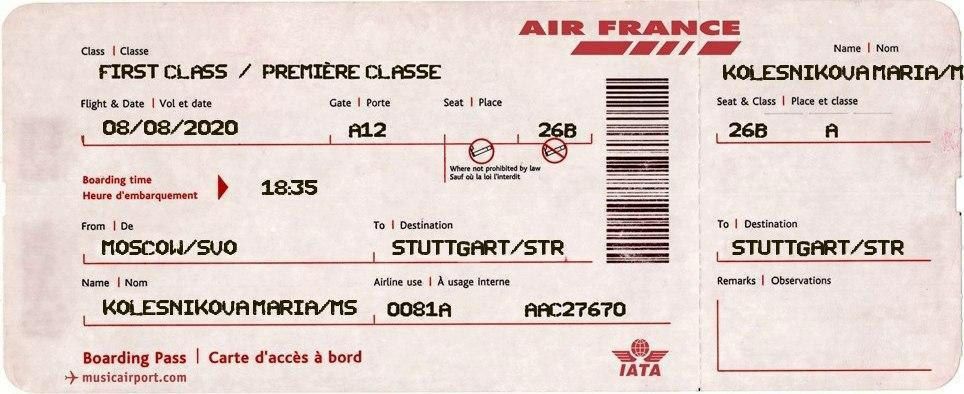 AIR FRANCE
Class | Classe
FIRST CLASS / PREMIÈRE CLASSE
Flight & Date | Vol et date
Gate | Porte
Seat | Place
08/08/2020
A12
26B
Where not prohibited by law
Sauf où la loi l'interdit
Boarding time
Heure d'embarquement
18:35
From | De
To | Destination
MOSCOW/SVO
STUTTGART/STR
Name | Nom
Airline use | À usage Interne
KOLESNIKOVA MARIA/MS
0081A
AAC27670
Boarding Pass | Carte d'accès à bord
musicairport.com
IATA
Name | Nom
KOLESNIKOVA MARIA/M
Seat & Class | Place et classe
26B A
To | Destination
STUTTGART/STR
Remarks | Observations